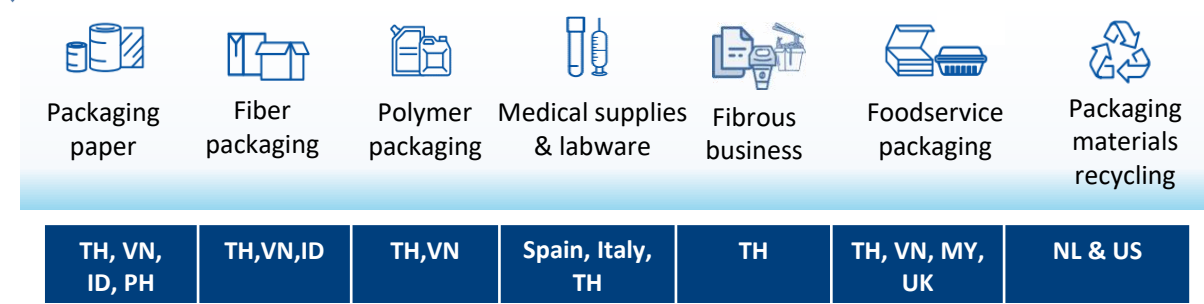 Packaging
paper
Fiber
packaging
Polymer
packaging
Medical supplies
& labware
Fibrous
business
Foodservice
packaging
Packaging
materials
recycling
TH, VN,
ID, PH
TH,VN,ID
TH,VN
Spain, Italy,
TH
TH
TH, VN, MY,
UK
NL & US